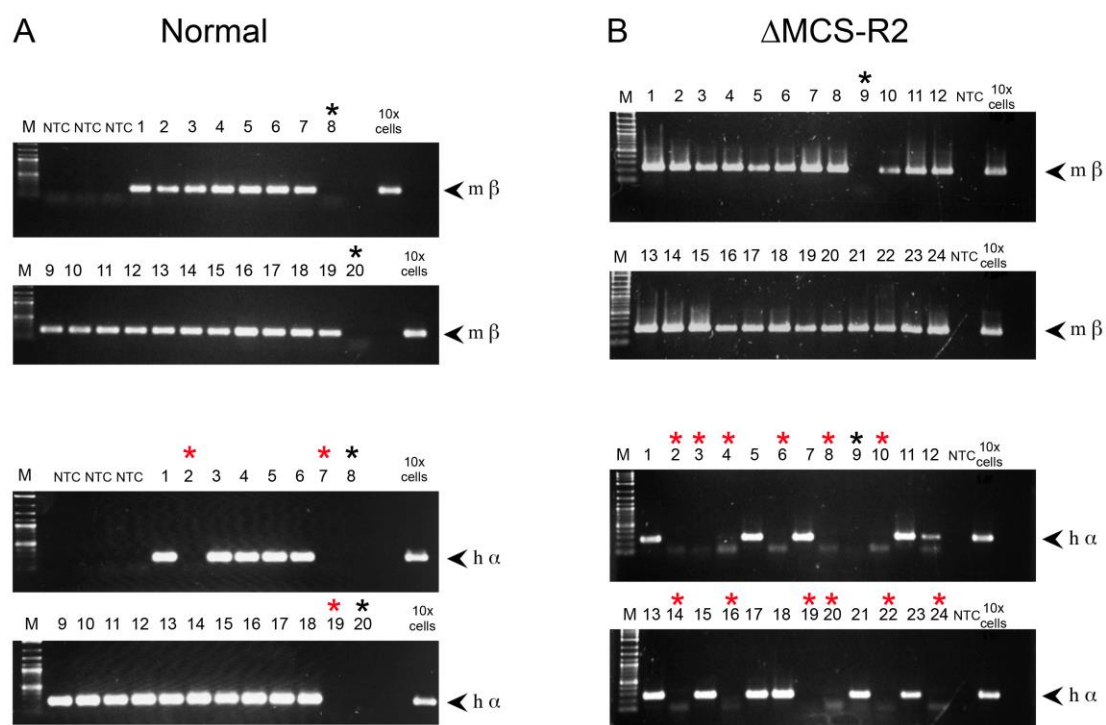 A Normal
*
M NTC NTC NTC 1 2 3 4 5 6 7 8 10x cells
m β
*
M 9 10 11 12 13 14 15 16 17 18 19 20 10x cells
m β
* * *
M NTC NTC NTC 1 2 3 4 5 6 7 8 10x cells
h α
* *
M 9 10 11 12 13 14 15 16 17 18 19 20 10x cells
h α
B ΔMCS-R2
*
M 1 2 3 4 5 6 7 8 9 10 11 12 NTC 10x cells
m β
M 13 14 15 16 17 18 19 20 21 22 23 24 NTC 10x cells
m β
* * * * * * *
M 1 2 3 4 5 6 7 8 9 10 11 12 NTC 10x cells
h α
* * * * * *
M 13 14 15 16 17 18 19 20 21 22 23 24 NTC 10x cells
h α